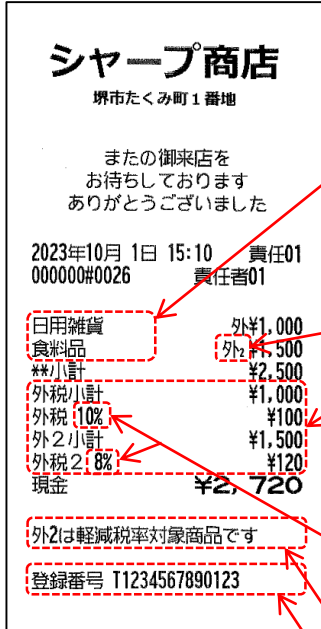 シャープ商店
堺市たくみ町1番地
またの御来店を
お待ちしております
ありがとうございました
2023年10月 1日 15:10 責任01
000000#0026 責任者01
日用雑貨 外¥1,000
食料品 外2 ¥1,500
**小計 ¥2,500
外税小計 ¥1,000
外税 10% ¥100
外2小計 ¥1,500
外税2 8% ¥120
現金 ¥2,720
外2は軽減税率対象商品です
登録番号 T1234567890123